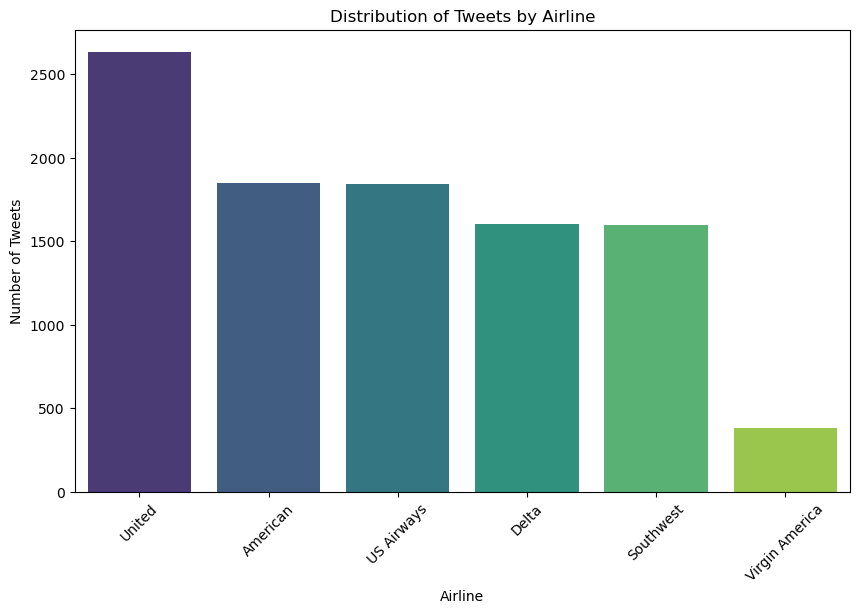 Distribution of Tweets by Airline
Number of Tweets
2500
2000
1500
1000
500
0
United
American
US Airways
Delta
Southwest
Virgin America
Airline